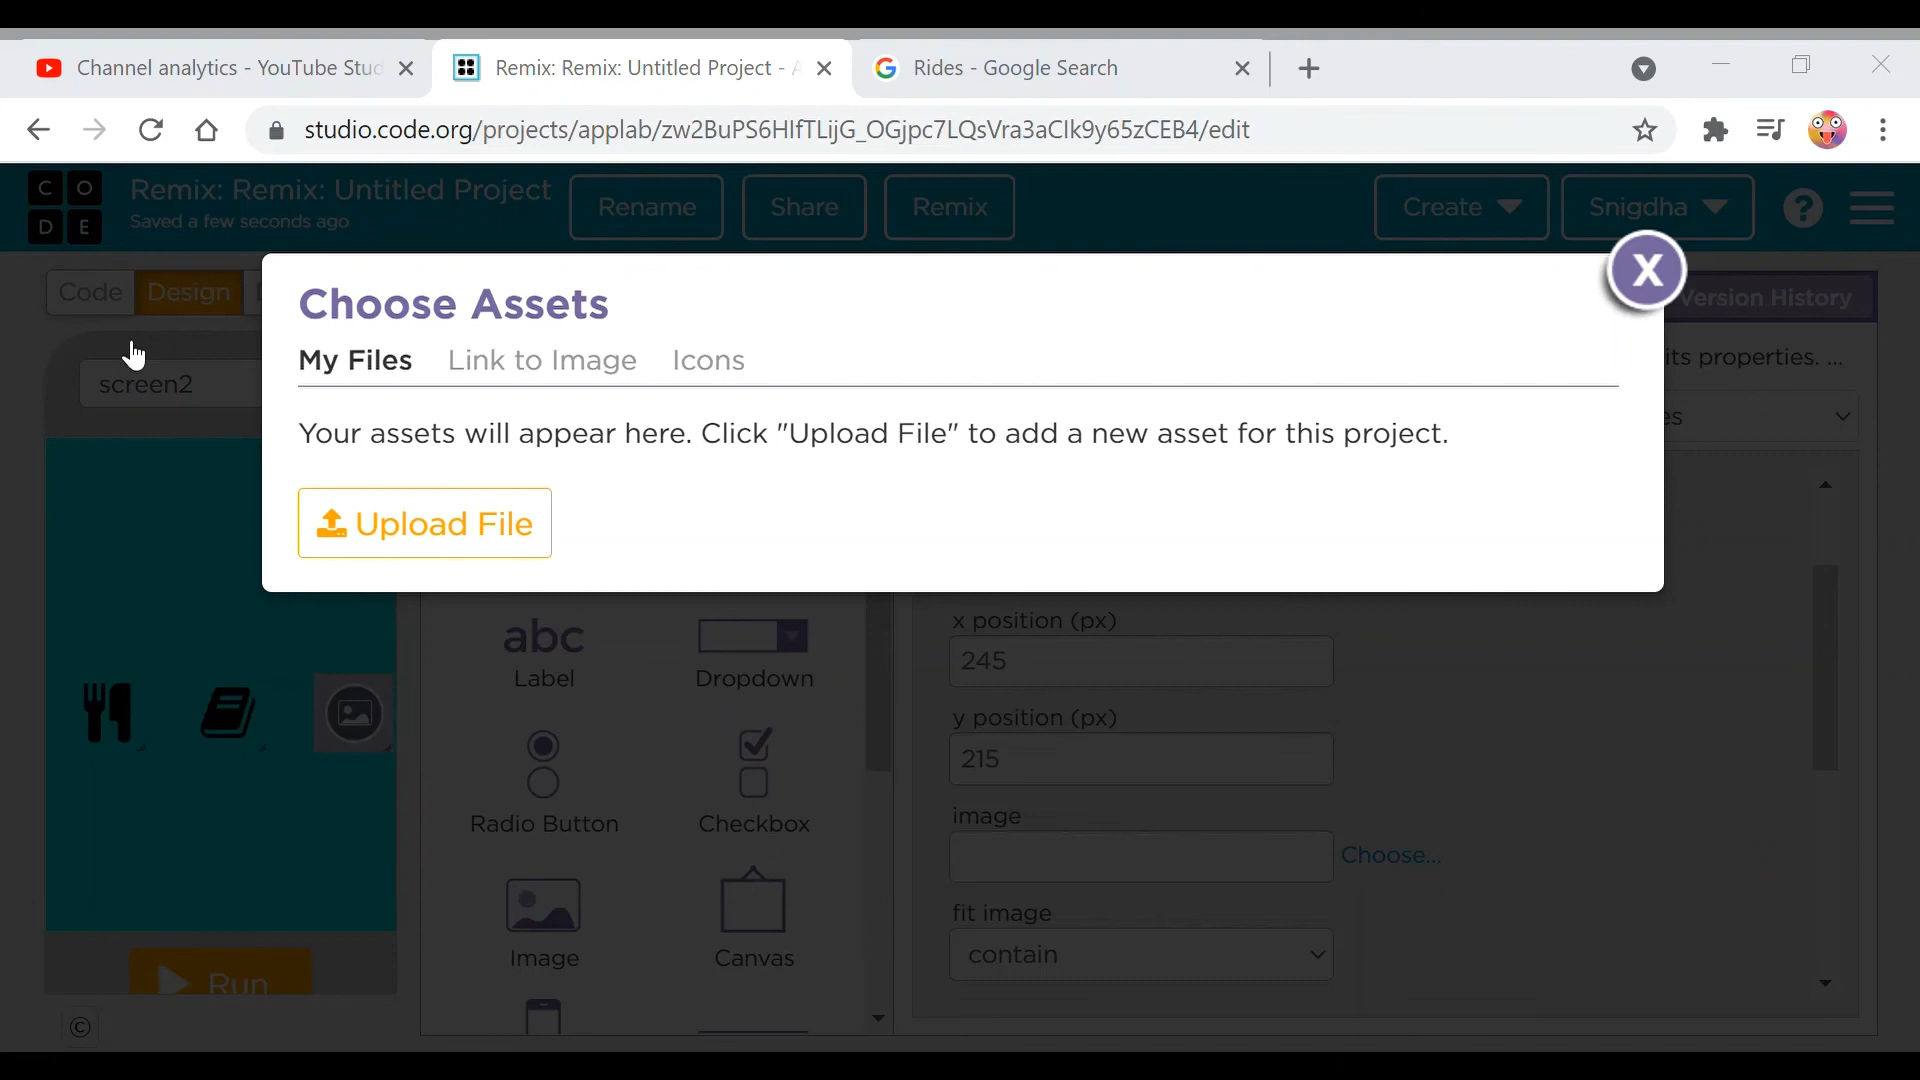 Channel analytics - YouTube Stud
Remix: Remix: Untitled Project - A
Rides - Google Search
studio.code.org/projects/applab/zw2BuPS6HIfTLijG_OGjpc7LQsVra3aClk9y65zCEB4/edit
C O
D E
Remix: Remix: Untitled Project
Saved a few seconds ago
Rename
Share
Remix
Create
Snigdha
?
Code
Design
Version History
X
Choose Assets
My Files
Link to Image
Icons
its properties. ...
screen2
es
Your assets will appear here. Click "Upload File" to add a new asset for this project.
Upload File
abc
Label
Dropdown
x position (px)
245
y position (px)
215
Radio Button
Checkbox
image
Choose...
fit image
contain
Image
Canvas
Run
©